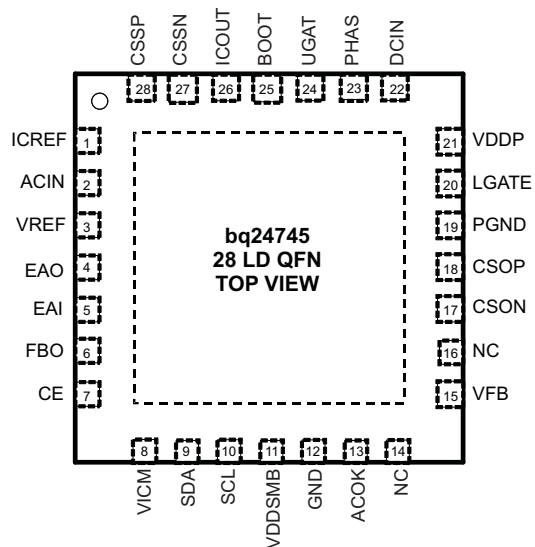 CSSP
CSSN
ICOUT
BOOT
UGAT
PHAS
DCIN
28
27
26
25
24
23
22
ICREF 1
ACIN 2
VREF 3
EAO 4
EAI 5
FBO 6
CE 7
bq24745
28 LD QFN
TOP VIEW
21 VDDP
20 LGATE
19 PGND
18 CSOP
17 CSON
16 NC
15 VFB
8
9
10
11
12
13
14
VICM
SDA
SCL
VDDSMB
GND
ACOK
NC